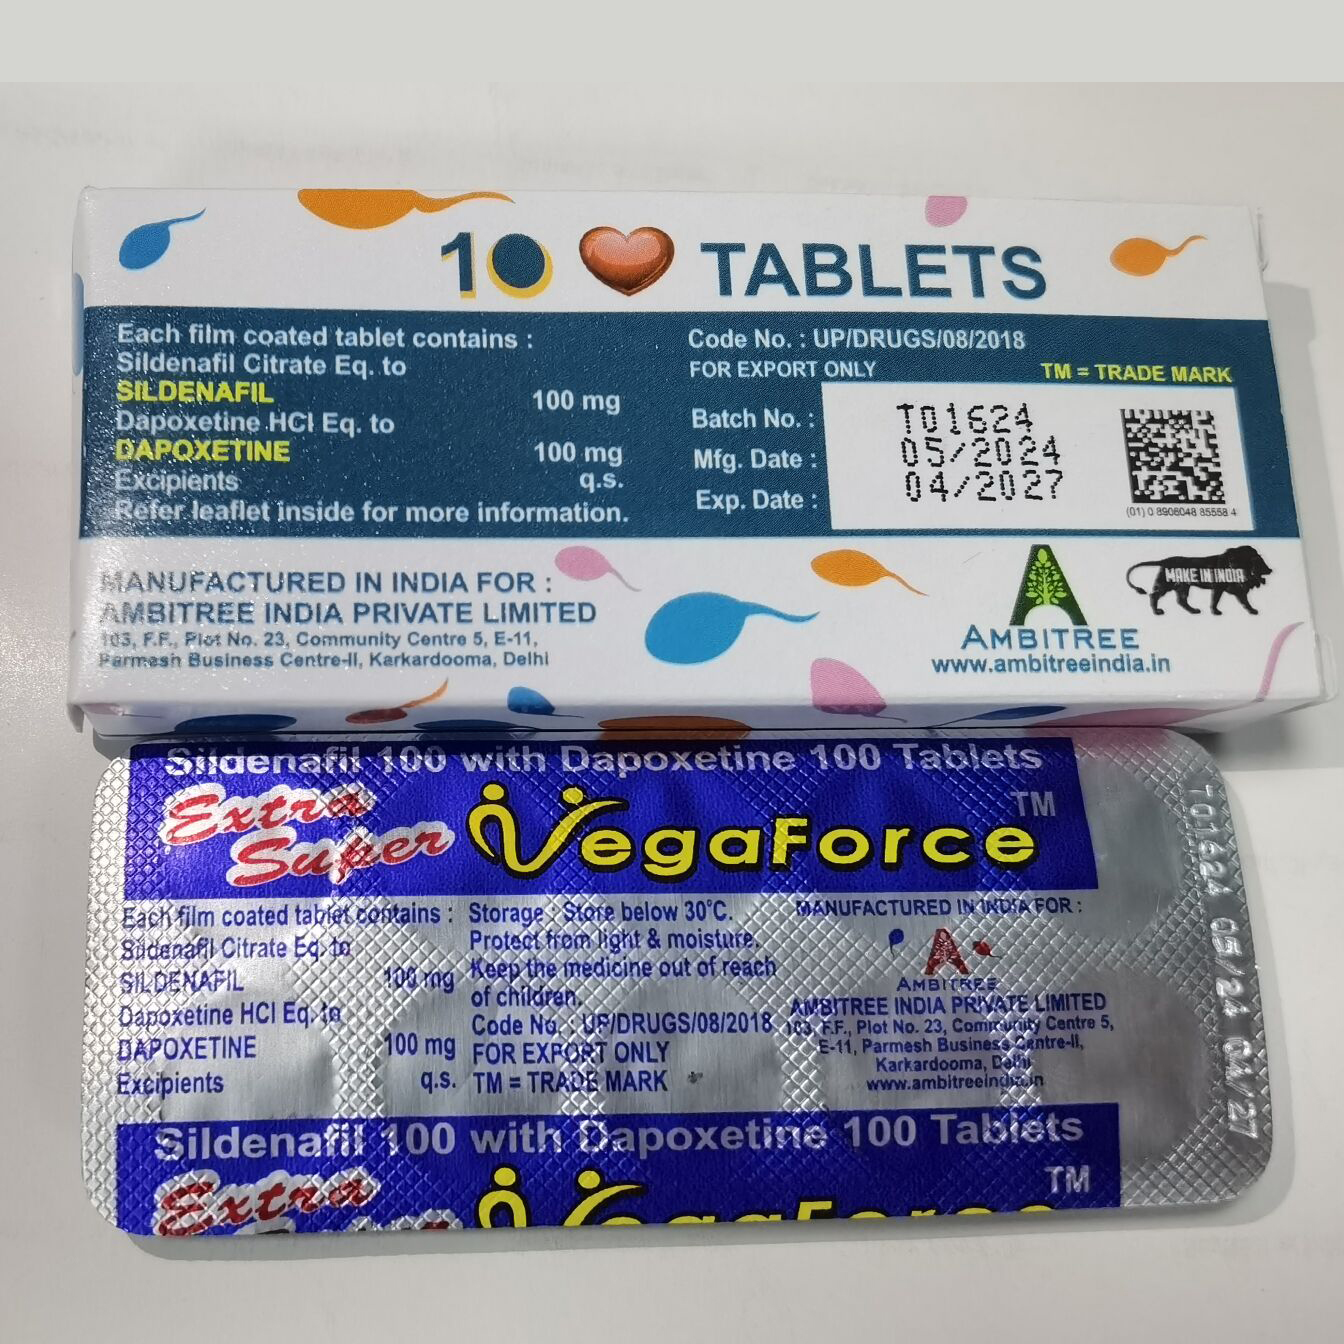 10 TABLETS
Each film coated tablet contains :
Sildenafil Citrate Eq. to
SILDENAFIL 100 mg
Dapoxetine HCl Eq. to
DAPOXETINE 100 mg
Excipients q.s.
Refer leaflet inside for more information.
Code No. : UP/DRUGS/08/2018
FOR EXPORT ONLY
TM = TRADE MARK
Batch No. : T01624
Mfg. Date : 05/2024
Exp. Date : 04/2027
(01) 0 8906048 85558 4
MANUFACTURED IN INDIA FOR :
AMBITREE INDIA PRIVATE LIMITED
103, F.F., Plot No. 23, Community Centre 5, E-11,
Parmesh Business Centre-II, Karkardooma, Delhi
AMBITREE
www.ambitreeindia.in
MAKE IN INDIA
Sildenafil 100 with Dapoxetine 100 Tablets
Extra
Super
VegaForce TM
Each film coated tablet contains :
Sildenafil Citrate Eq. to
SILDENAFIL 100 mg
Dapoxetine HCl Eq. to
DAPOXETINE 100 mg
Excipients q.s.
Storage : Store below 30°C.
Protect from light & moisture.
Keep the medicine out of reach
of children.
Code No. : UP/DRUGS/08/2018
FOR EXPORT ONLY
TM = TRADE MARK
MANUFACTURED IN INDIA FOR :
AMBITREE
AMBITREE INDIA PRIVATE LIMITED
103, F.F., Plot No. 23, Community Centre 5,
E-11, Parmesh Business Centre-II,
Karkardooma, Delhi
www.ambitreeindia.in
T01624 05/24 04/27
Sildenafil 100 with Dapoxetine 100 Tablets
Extra
VegaForce TM